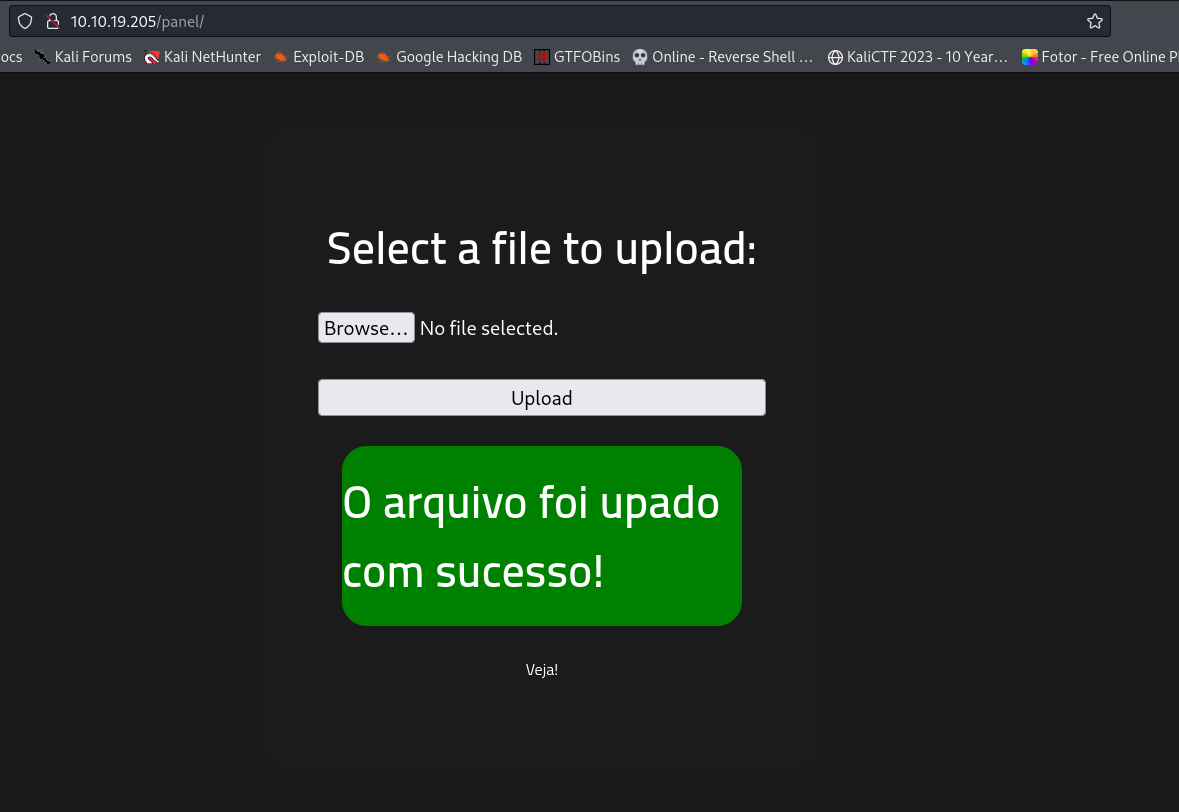 10.10.19.205/panel/
ocs Kali Forums Kali NetHunter Exploit-DB Google Hacking DB GTFOBins Online - Reverse Shell … KaliCTF 2023 - 10 Year… Fotor - Free Online P
Select a file to upload:
Browse… No file selected.
Upload
O arquivo foi upado
com sucesso!
Veja!